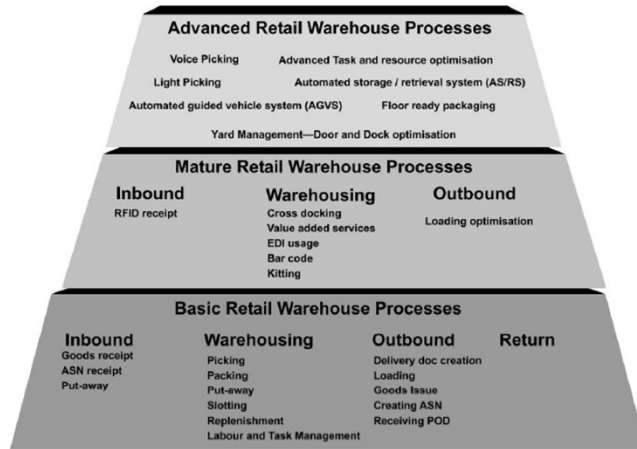 Advanced Retail Warehouse Processes
Voice Picking Advanced Task and resource optimisation
Light Picking Automated storage / retrieval system (AS/RS)
Automated guided vehicle system (AGVS) Floor ready packaging
Yard Management—Door and Dock optimisation
Mature Retail Warehouse Processes
Inbound Warehousing Outbound
RFID receipt Cross docking Loading optimisation
Value added services
EDI usage
Bar code
Kitting
Basic Retail Warehouse Processes
Inbound Warehousing Outbound Return
Goods receipt Picking Delivery doc creation
ASN receipt Packing Loading
Put-away Put-away Goods Issue
Slotting Creating ASN
Replenishment Receiving POD
Labour and Task Management